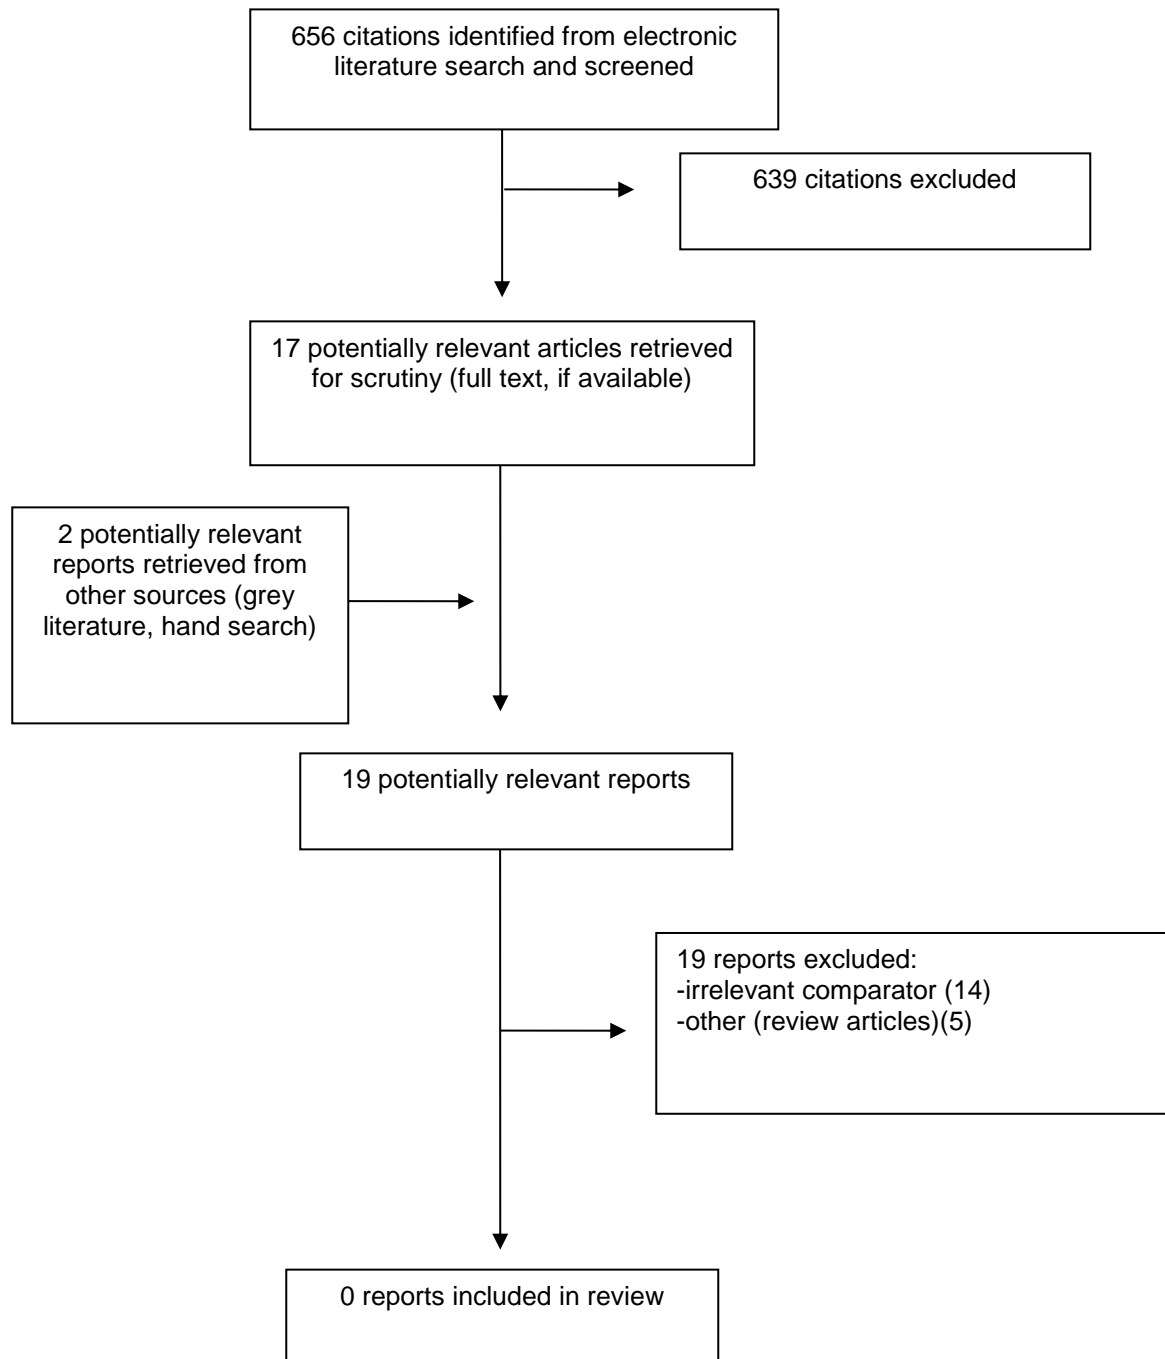 656 citations identified from electronic
literature search and screened
639 citations excluded
17 potentially relevant articles retrieved
for scrutiny (full text, if available)
2 potentially relevant
reports retrieved from
other sources (grey
literature, hand search)
19 potentially relevant reports
19 reports excluded:
-irrelevant comparator (14)
-other (review articles)(5)
0 reports included in review